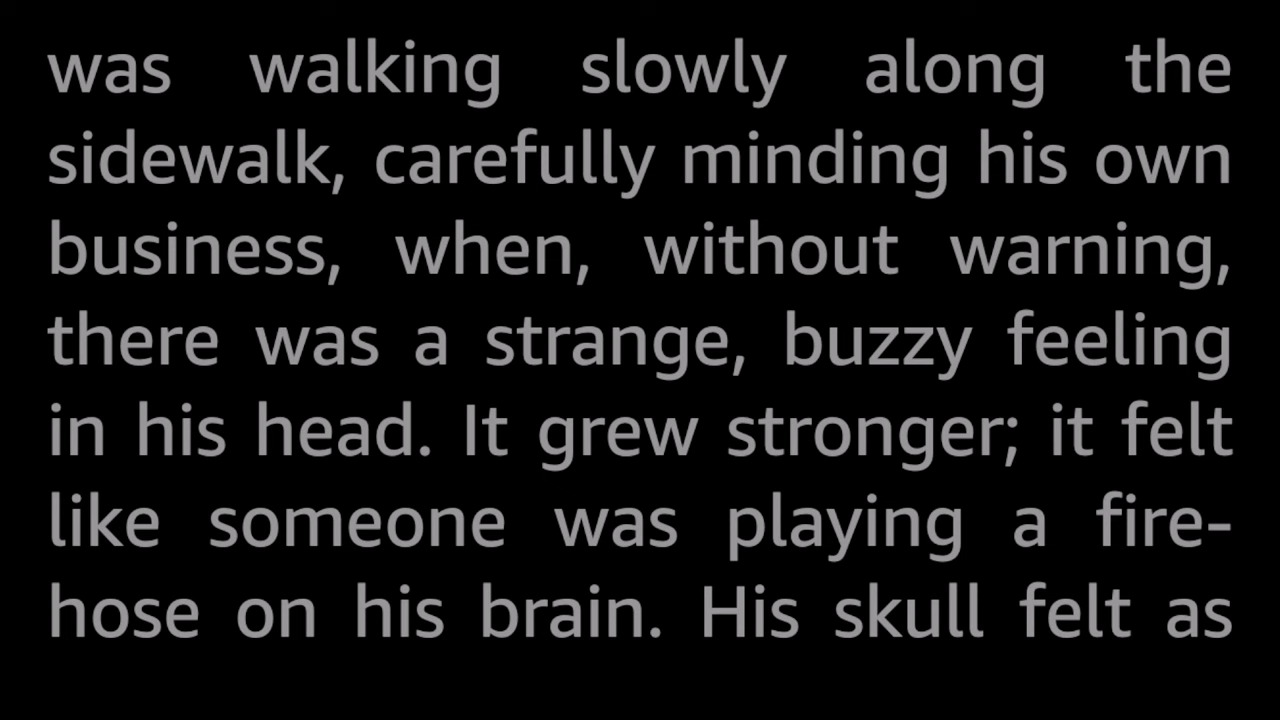 was walking slowly along the
sidewalk, carefully minding his own
business, when, without warning,
there was a strange, buzzy feeling
in his head. It grew stronger; it felt
like someone was playing a fire-
hose on his brain. His skull felt as